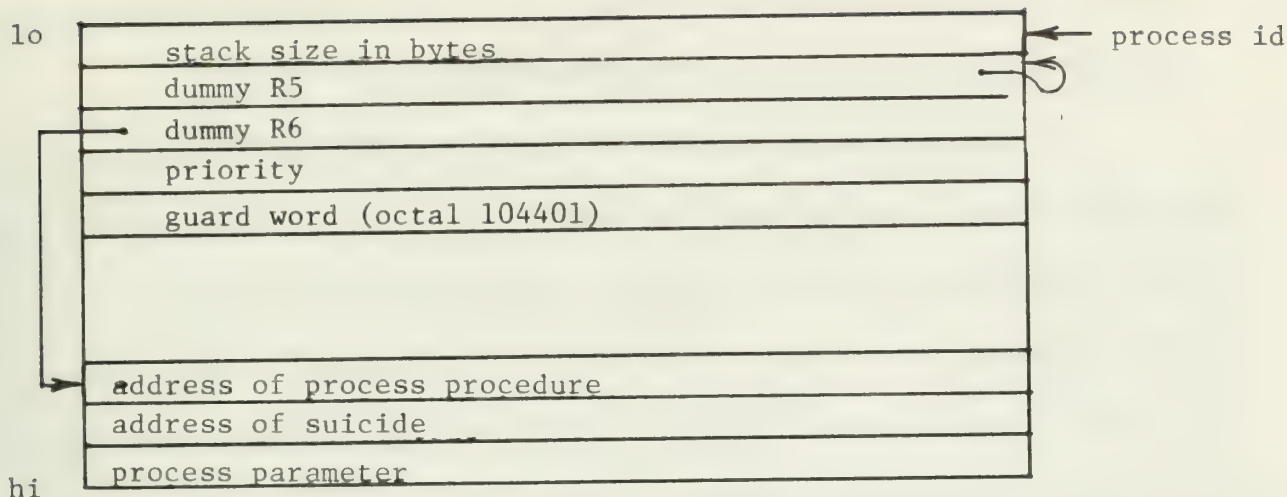 lo
process id
stack size in bytes
dummy R5
dummy R6
priority
guard word (octal 104401)
address of process procedure
address of suicide
process parameter
hi